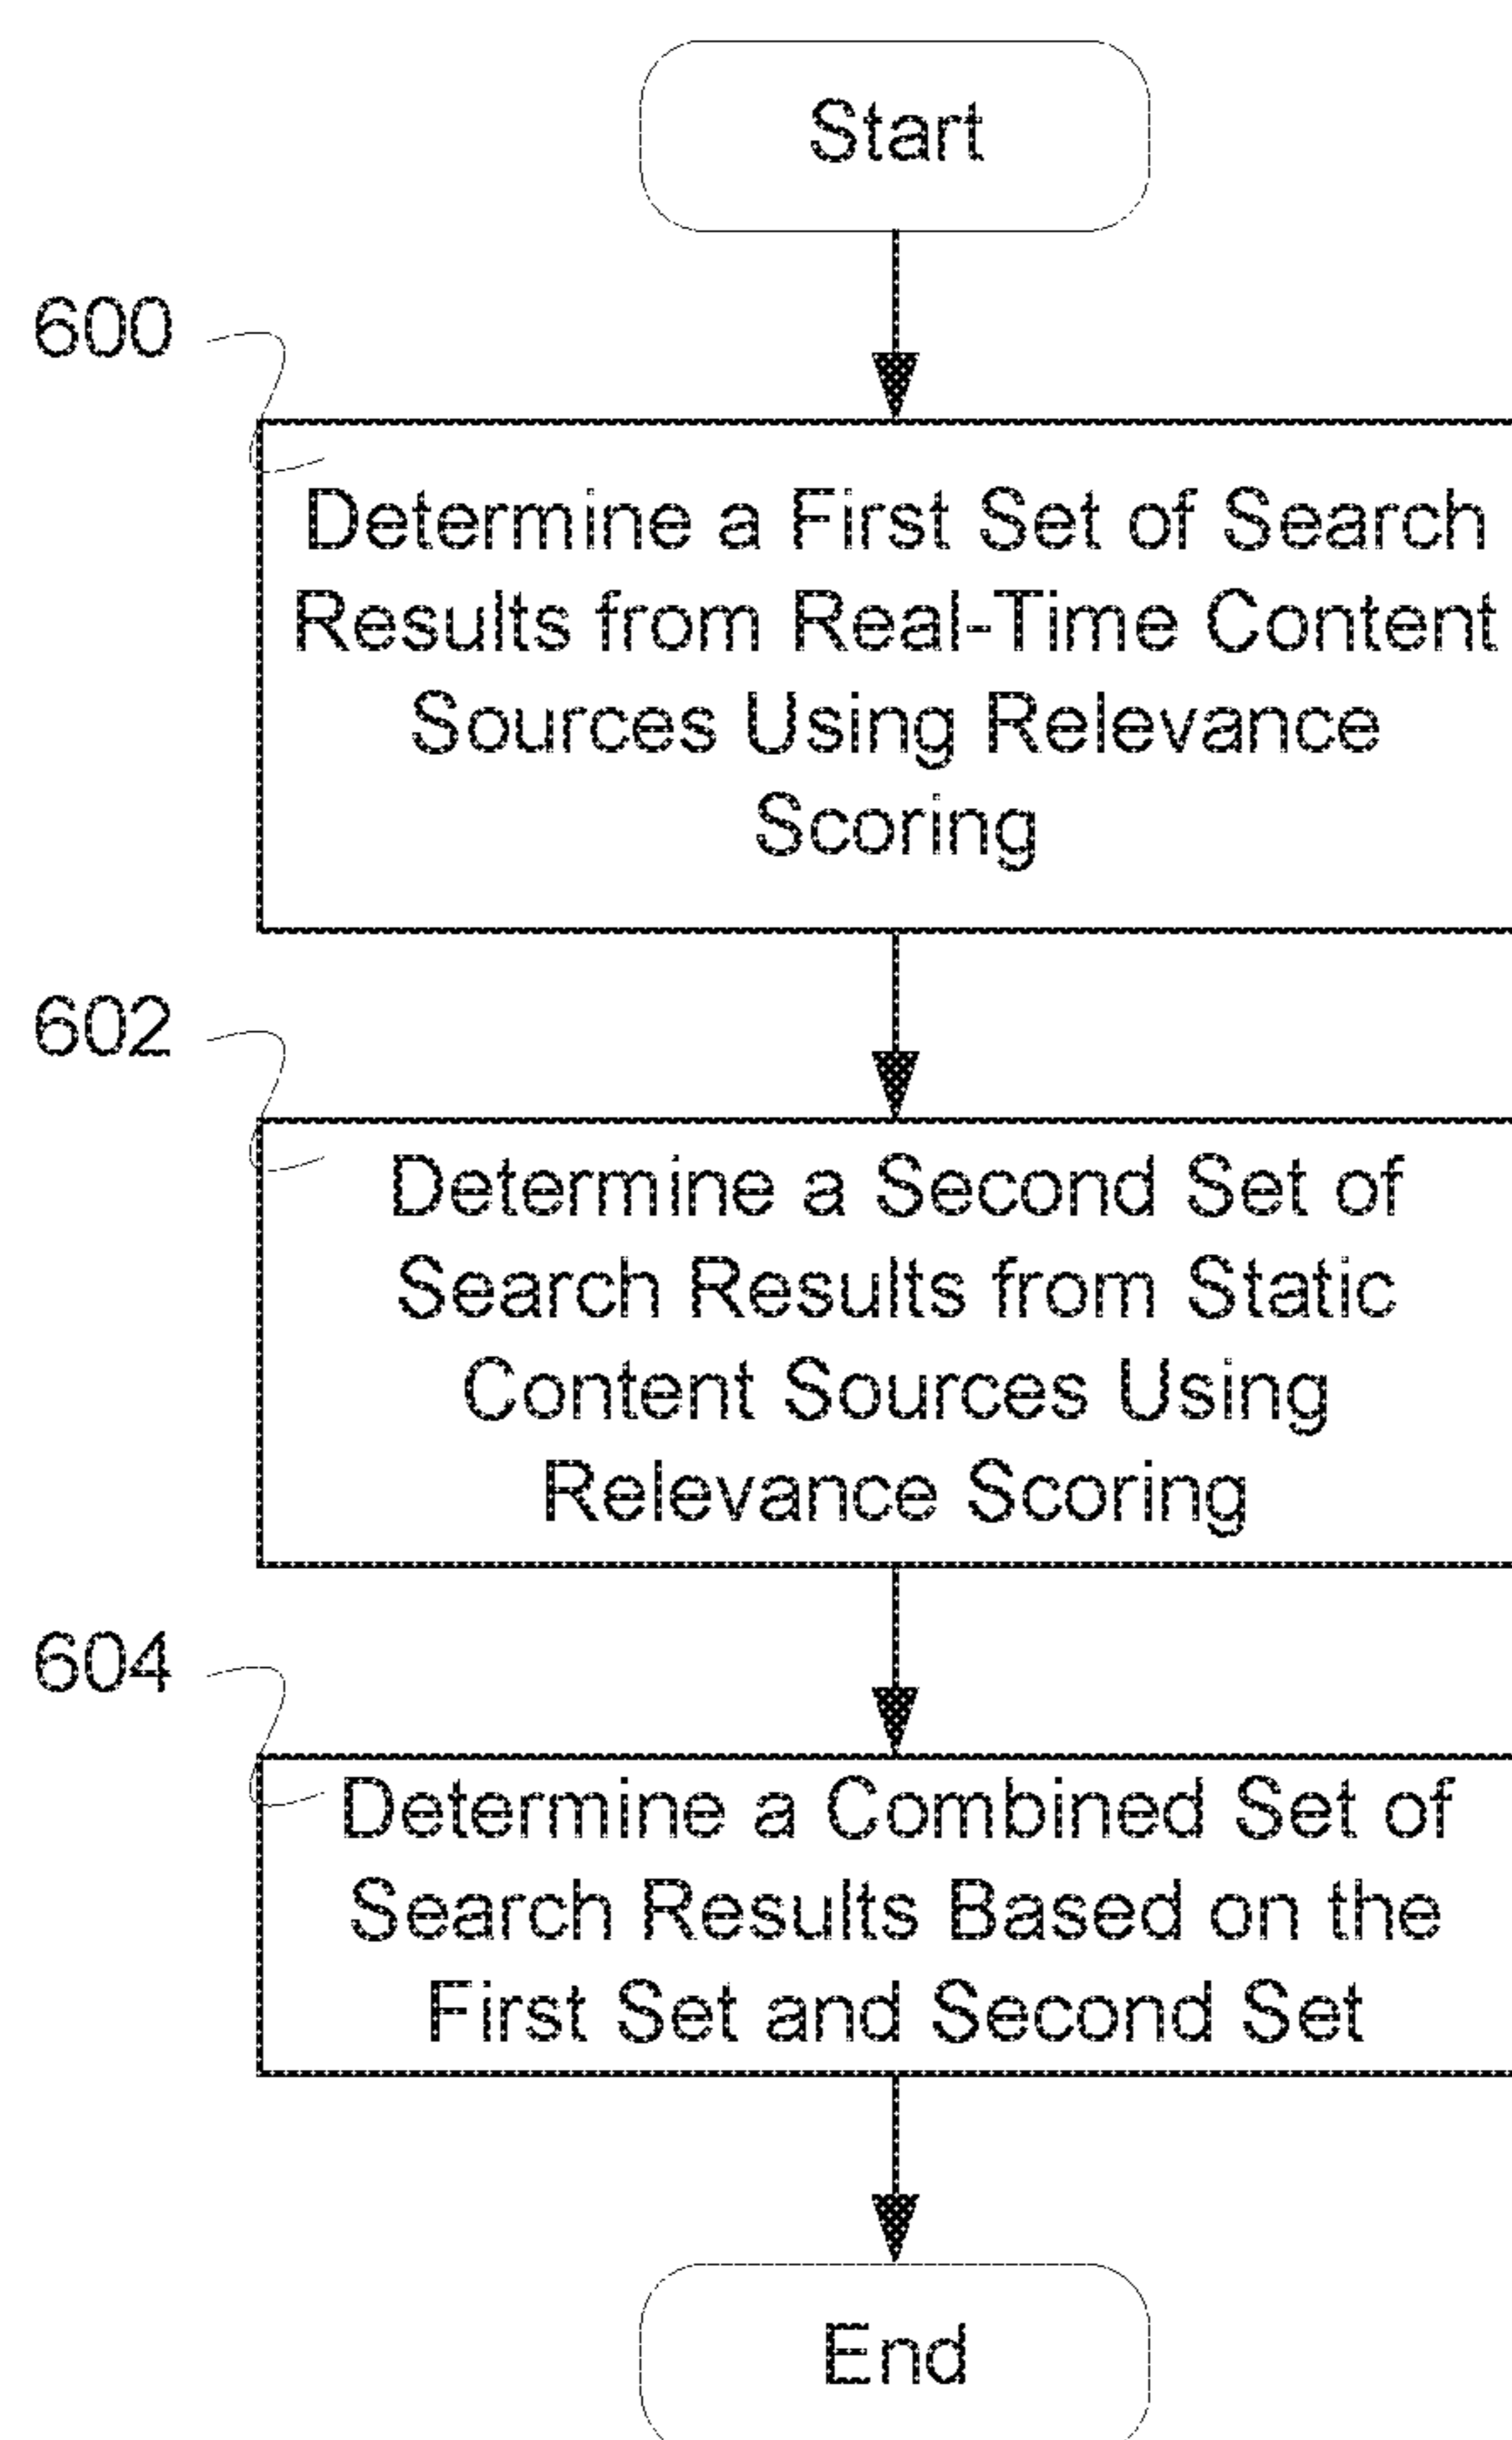 Start
600
Determine a First Set of Search
Results from Real-Time Content
Sources Using Relevance
Scoring
602
Determine a Second Set of
Search Results from Static
Content Sources Using
Relevance Scoring
604
Determine a Combined Set of
Search Results Based on the
First Set and Second Set
End